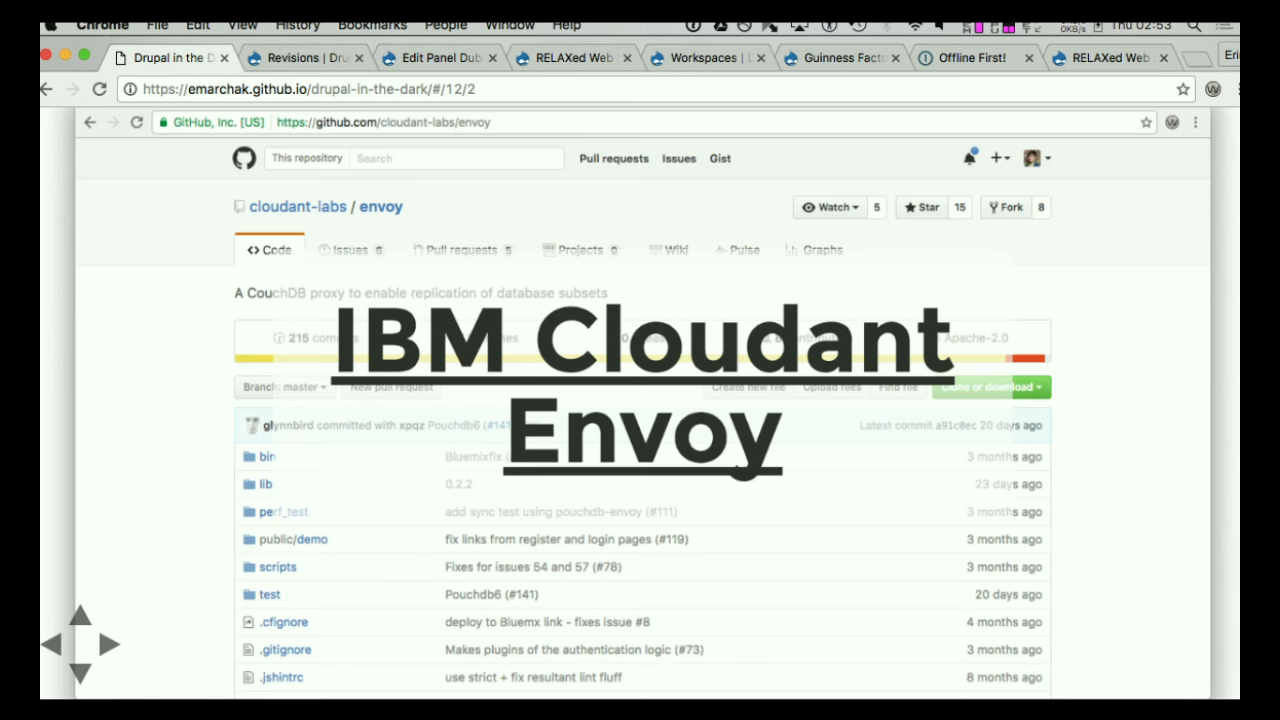 Chrome File Edit View History Bookmarks People Window Help 0KB/s Thu 02:53
Drupal in the D Revisions | Dru Edit Panel Dub RELAXed Web Workspaces | D Guinness Facto Offline First! RELAXed Web Eri
https://emarchak.github.io/drupal-in-the-dark/#/12/2
GitHub, Inc. [US] https://github.com/cloudant-labs/envoy
This repository Search Pull requests Issues Gist
cloudant-labs / envoy Watch 5 Star 15 Fork 8
Code Issues 6 Pull requests 5 Projects 0 Wiki Pulse Graphs
A CouchDB proxy to enable replication of database subsets
215 Apache-2.0
IBM Cloudant
Branch: master New pull request Create new file Upload files Find file Clone or download
Envoy
glynnbird committed with xpqz Pouchdb6 (#141 Latest commit a91c8ec 20 days ago
bin Bluemixfix 3 months ago
lib 0.2.2 23 days ago
perf_test add sync test using pouchdb-envoy (#111) 3 months ago
public/demo fix links from register and login pages (#119) 3 months ago
scripts Fixes for issues 54 and 57 (#78) 3 months ago
test Pouchdb6 (#141) 20 days ago
.cfignore deploy to Bluemx link - fixes issue #8 4 months ago
.gitignore Makes plugins of the authentication logic (#73) 3 months ago
.jshintrc use strict + fix resultant lint fluff 8 months ago